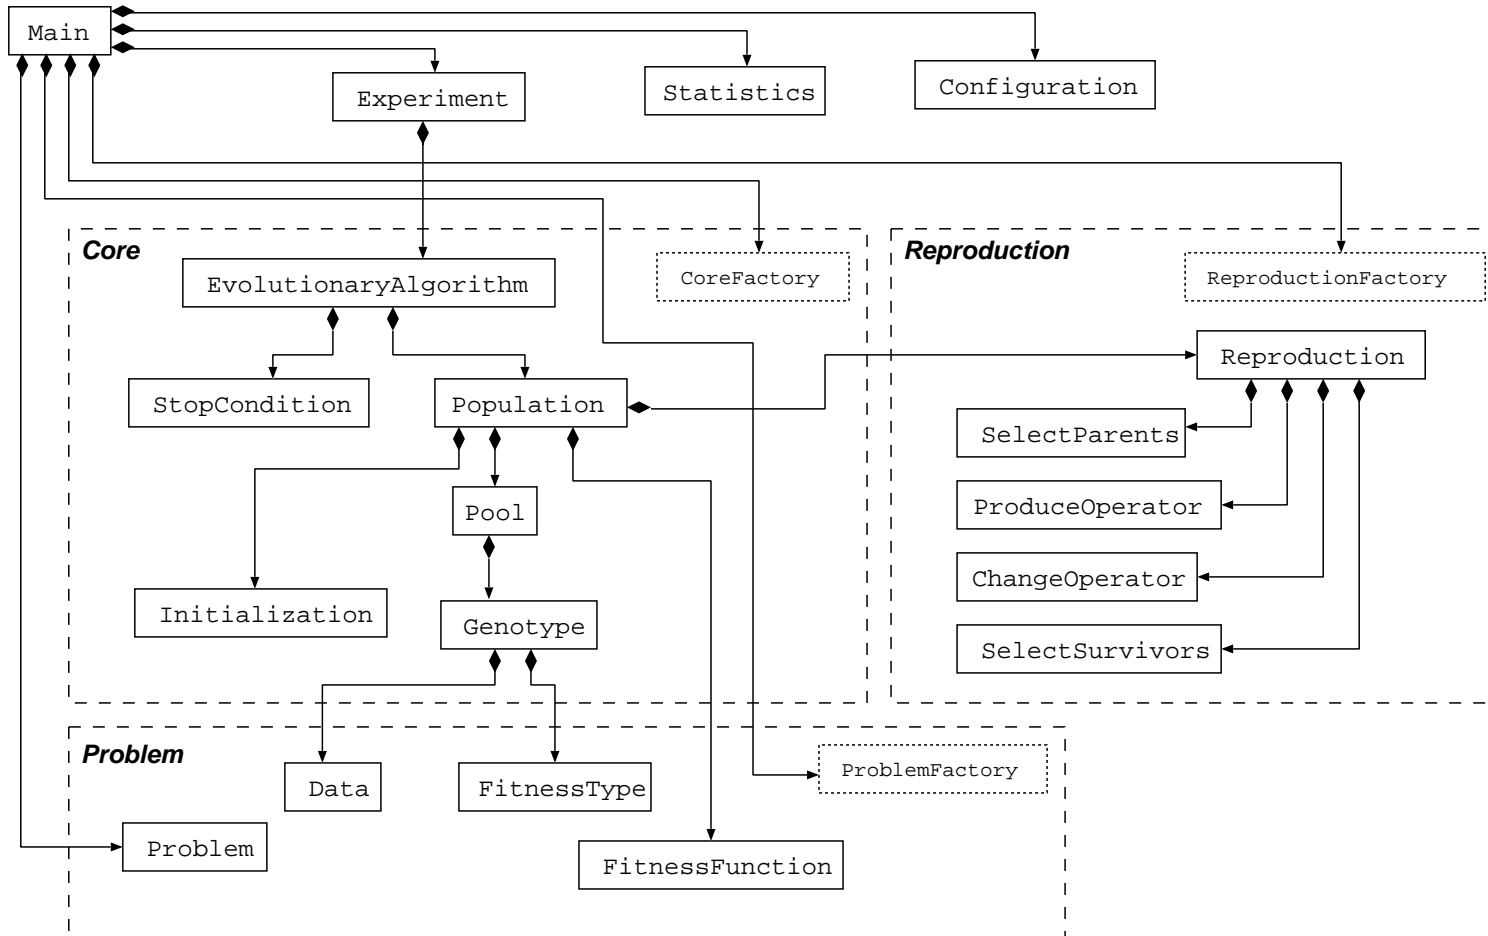 Main
Experiment
Statistics
Configuration
Core
Reproduction
EvolutionaryAlgorithm
CoreFactory
ReproductionFactory
Reproduction
StopCondition
Population
SelectParents
Pool
ProduceOperator
ChangeOperator
Initialization
Genotype
SelectSurvivors
Problem
Data
FitnessType
ProblemFactory
Problem
FitnessFunction